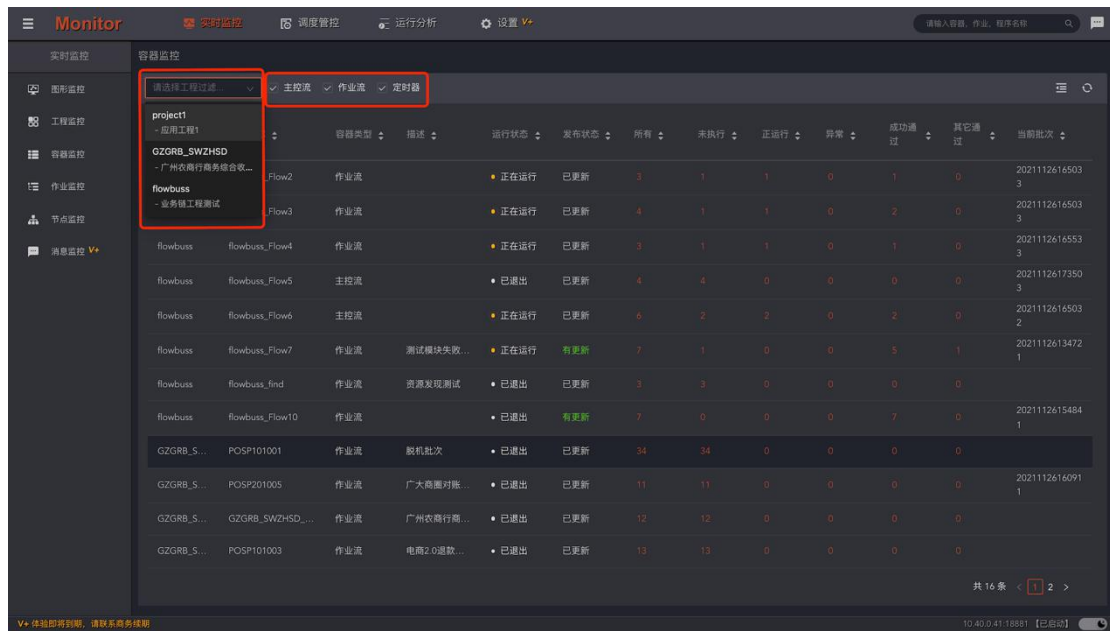 Monitor 实时监控 调度管控 运行分析 设置 V+ 请输入容器, 作业, 程序名称
实时监控
图形监控
工程监控
容器监控
作业监控
节点监控
消息监控 V+
容器监控
请选择工程过滤... 主控流 作业流 定时器
project1
- 应用工程1
GZGRB_SWZHSD
- 广州农商行商务综合收...
flowbuss
- 业务链工程测试
容器类型 描述 运行状态 发布状态 所有 未执行 正运行 异常 成功通过 其它通过 当前批次
_Flow2 作业流 正在运行 已更新 3 1 1 0 1 0 20211126165033
_Flow3 作业流 正在运行 已更新 4 1 1 0 2 0 20211126165033
flowbuss flowbuss_Flow4 作业流 正在运行 已更新 3 1 1 0 1 0 20211126165533
flowbuss flowbuss_Flow5 主控流 已退出 已更新 4 4 0 0 0 0 20211126173503
flowbuss flowbuss_Flow6 主控流 正在运行 已更新 6 2 2 0 2 0 20211126165032
flowbuss flowbuss_Flow7 作业流 测试模块失败... 正在运行 有更新 7 1 0 0 5 1 20211126134721
flowbuss flowbuss_find 作业流 资源发现测试 已退出 已更新 3 3 0 0 0 0
flowbuss flowbuss_Flow10 作业流 已退出 有更新 7 0 0 0 7 0 20211126154841
GZGRB_S... POSP101001 作业流 脱机批次 已退出 已更新 34 34 0 0 0 0
GZGRB_S... POSP201005 作业流 广大商圈对账... 已退出 已更新 11 11 0 0 0 0 20211126160911
GZGRB_S... GZGRB_SWZHSD_... 作业流 广州农商行商... 已退出 已更新 12 12 0 0 0 0
GZGRB_S... POSP101003 作业流 电商2.0退款... 已退出 已更新 13 13 0 0 0 0
共 16 条 < 1 2 >
V+ 体验即将到期, 请联系商务续期 10.40.0.41:18881 【已启动】